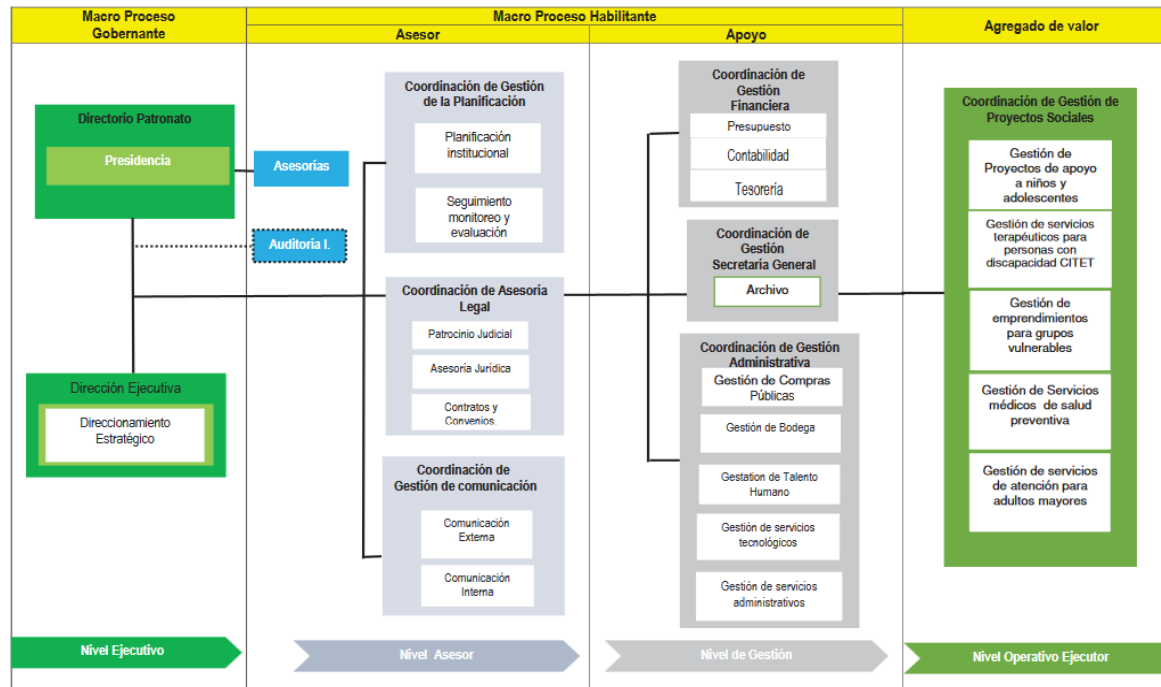 Macro Proceso
Gobernante
Macro Proceso Habilitante
Asesor
Apoyo
Agregado de valor
Directorio Patronato
Presidencia
Asesorías
Auditoria I.
Dirección Ejecutiva
Direccionamiento
Estratégico
Nivel Ejecutivo
Coordinación de Gestión
de la Planificación
Planificación
institucional
Seguimiento
monitoreo y
evaluación
Coordinación de Asesoría
Legal
Patrocinio Judicial
Asesoría Jurídica
Contratos y
Convenios.
Coordinación de
Gestión de comunicación
Comunicación
Externa
Comunicación
Interna
Nivel Asesor
Coordinación de
Gestión
Financiera
Presupuesto
Contabilidad
Tesorería
Coordinación de
Gestión
Secretaria General
Archivo
Coordinación de Gestión
Administrativa
Gestión de Compras
Públicas
Gestión de Bodega
Gestation de Talento
Humano
Gestión de servicios
tecnológicos
Gestión de servicios
administrativos
Nivel de Gestión
Coordinación de Gestión de
Proyectos Sociales
Gestión de
Proyectos de apoyo
a niños y
adolescentes
Gestión de servicios
terapéuticos para
personas con
discapacidad CITET
Gestión de
emprendimientos
para grupos
vulnerables
Gestión de Servicios
médicos de salud
preventiva
Gestión de servicios
de atención para
adultos mayores
Nivel Operativo Ejecutor